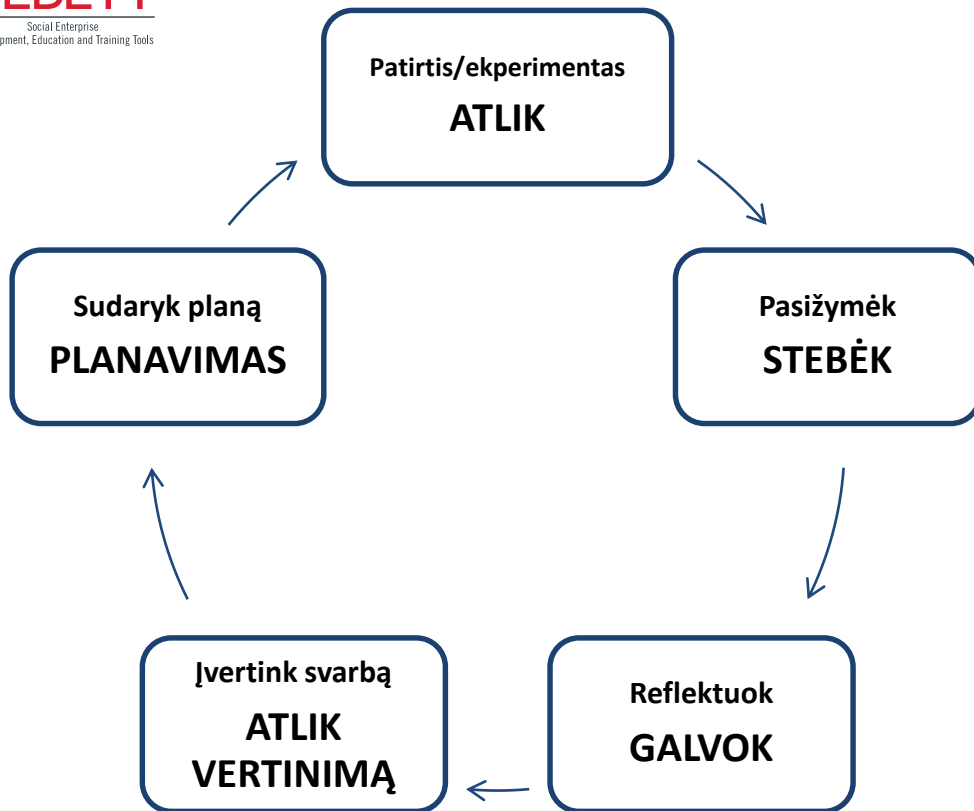 Social Enterprise
pment, Education and Training Tools
Patirtis/ekperimentas
ATLIK
Sudaryk planą
PLANAVIMAS
Pasižymėk
STEBĖK
Įvertink svarbą
ATLIK
VERTINIMĄ
Reflektuok
GALVOK